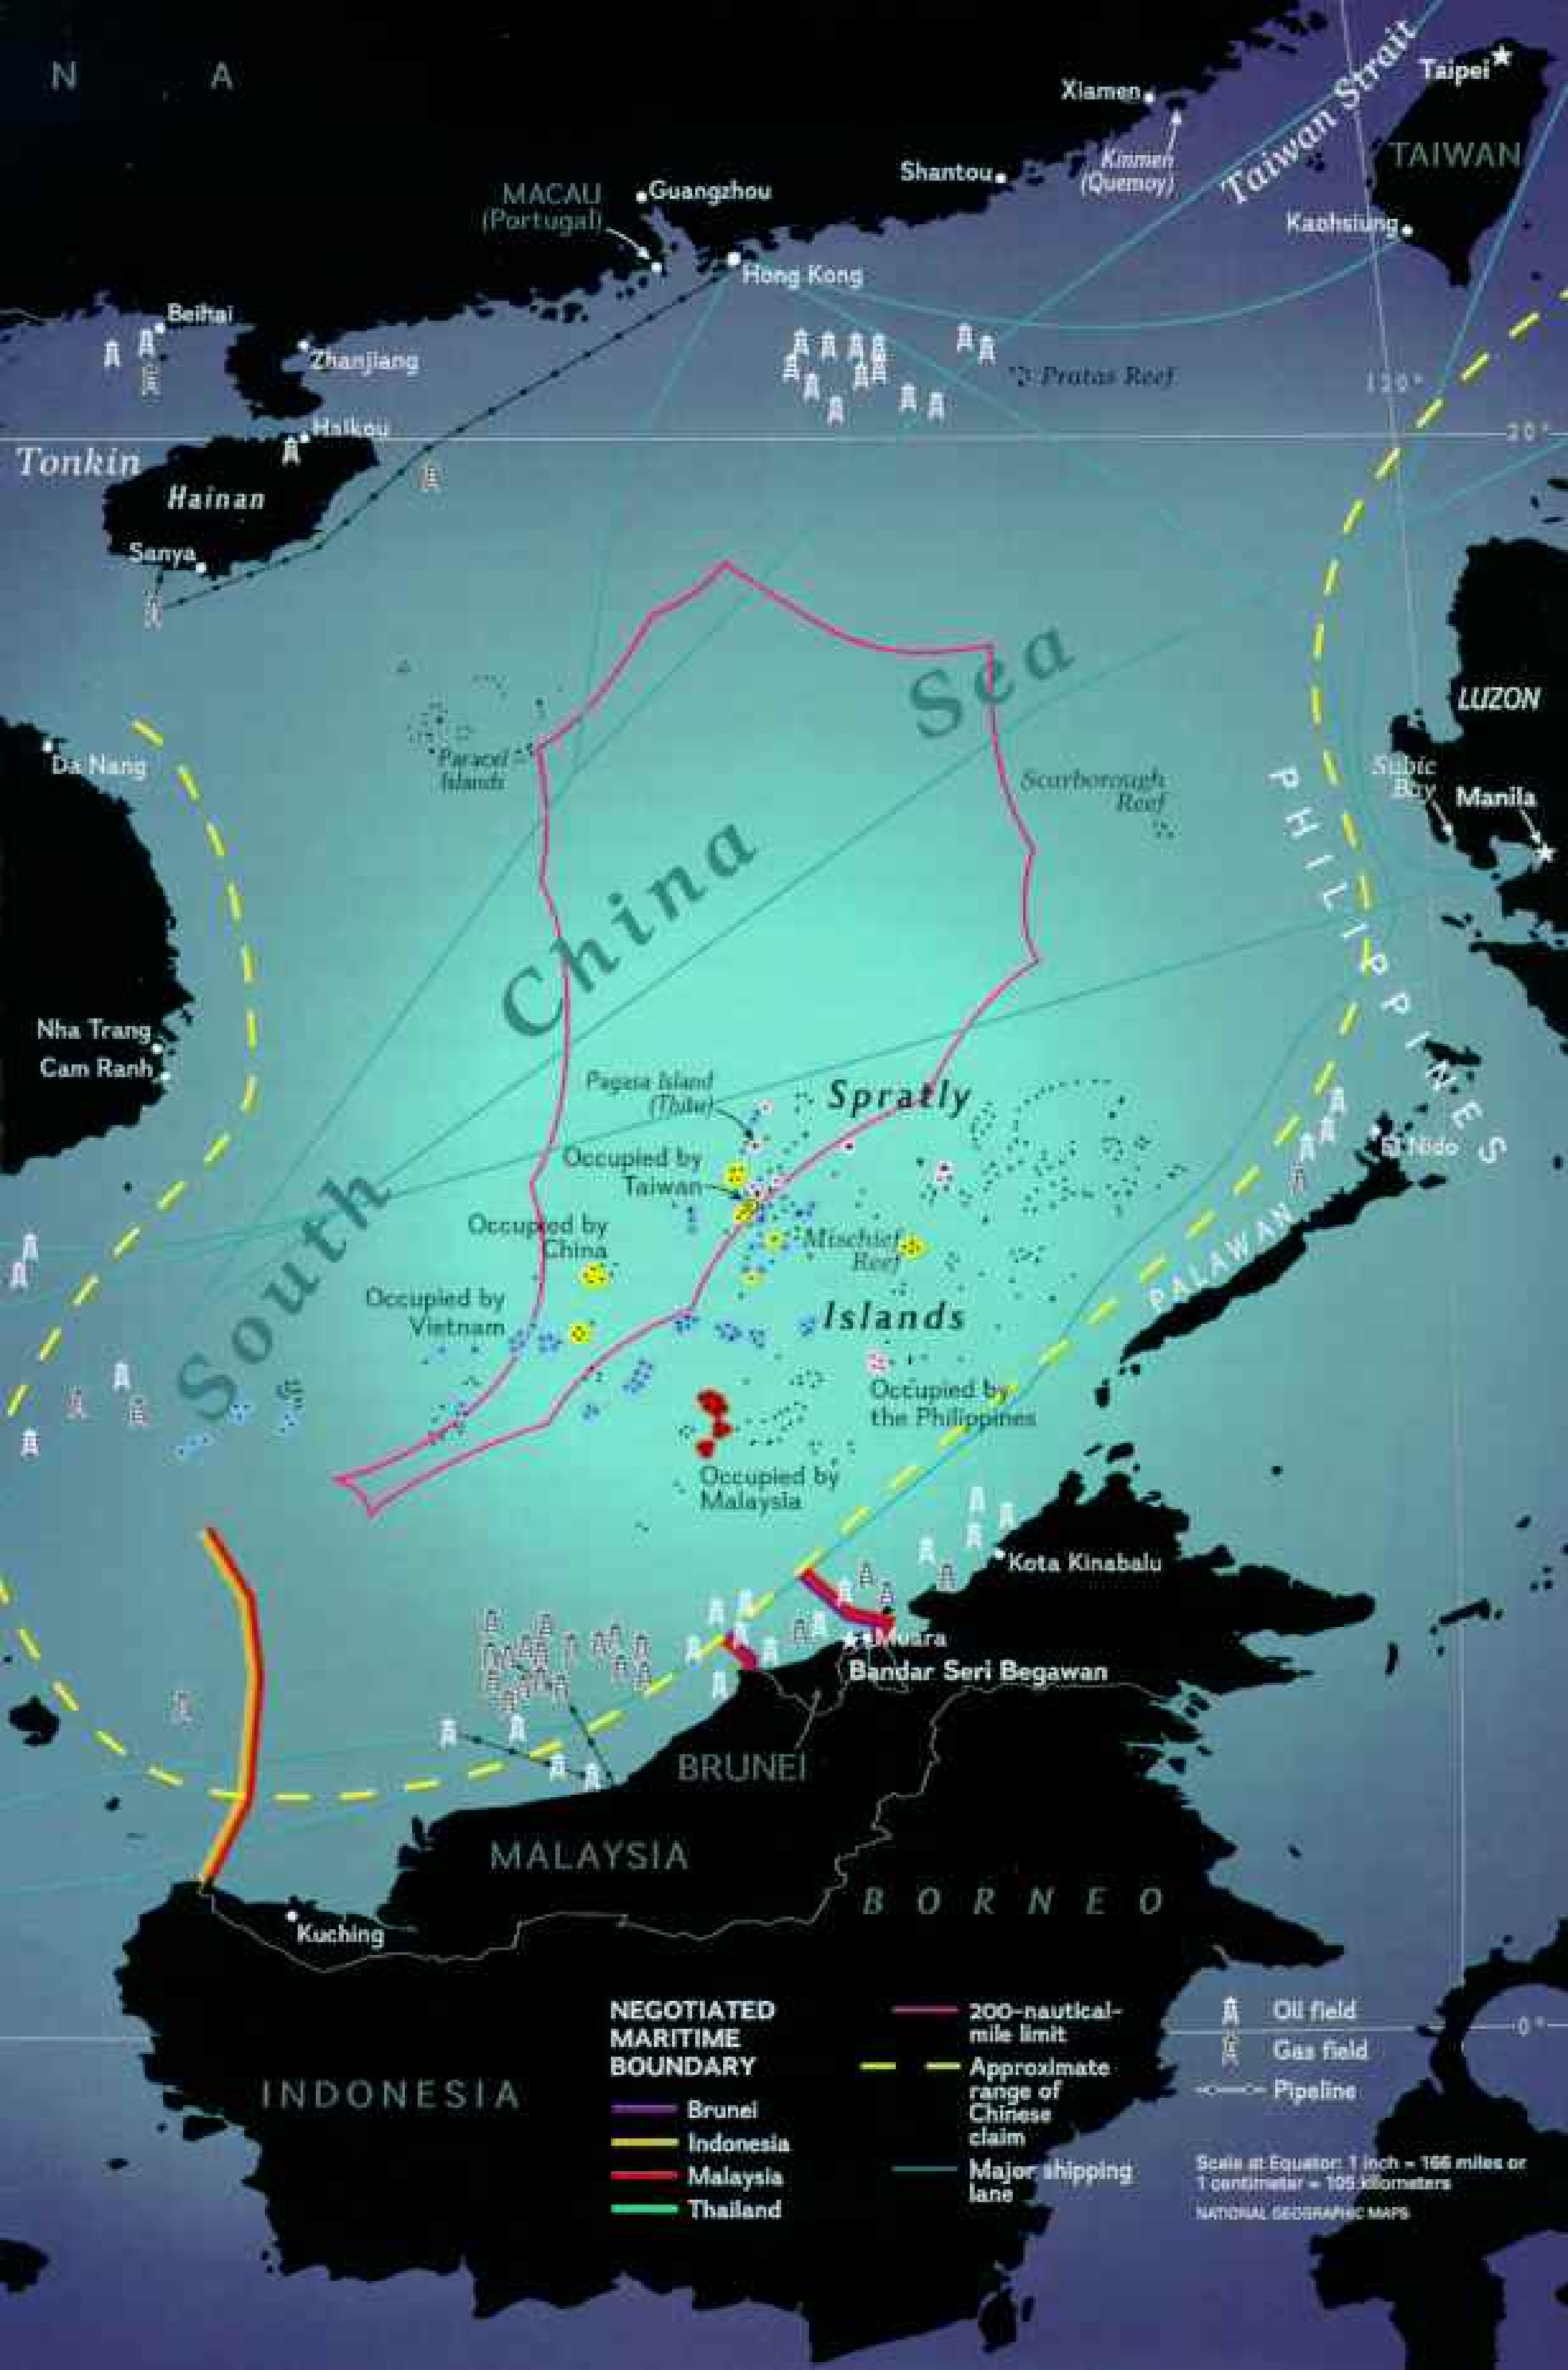 N A
Taiwan Strait
Taipei
TAIWAN
Xiamen
Kinmen
(Quemoy)
Shantou
Kaohsiung
MACAU
(Portugal)
Guangzhou
Hong Kong
Beihai
Zhanjiang
Pratas Reef
120°
20°
Haikou
Tonkin
Hainan
Sanya
LUZON
Subic
Bay
Manila
Da Nang
Paracel
Islands
Scarborough
Reef
South China Sea
PHILIPPINES
Nha Trang
Cam Ranh
Pagasa Island
(Thitu)
Spratly
Islands
El Nido
Occupied by
Taiwan
Occupied by
China
Mischief
Reef
PALAWAN
Occupied by
Vietnam
Occupied by
the Philippines
Occupied by
Malaysia
Kota Kinabalu
Muara
Bandar Seri Begawan
BRUNEI
MALAYSIA
BORNEO
Kuching
INDONESIA
0°
NEGOTIATED
MARITIME
BOUNDARY
Brunei
Indonesia
Malaysia
Thailand
200-nautical-
mile limit
Approximate
range of
Chinese
claim
Major shipping
lane
Oil field
Gas field
Pipeline
Scale at Equator: 1 inch = 166 miles or
1 centimeter = 105 kilometers
NATIONAL GEOGRAPHIC MAPS